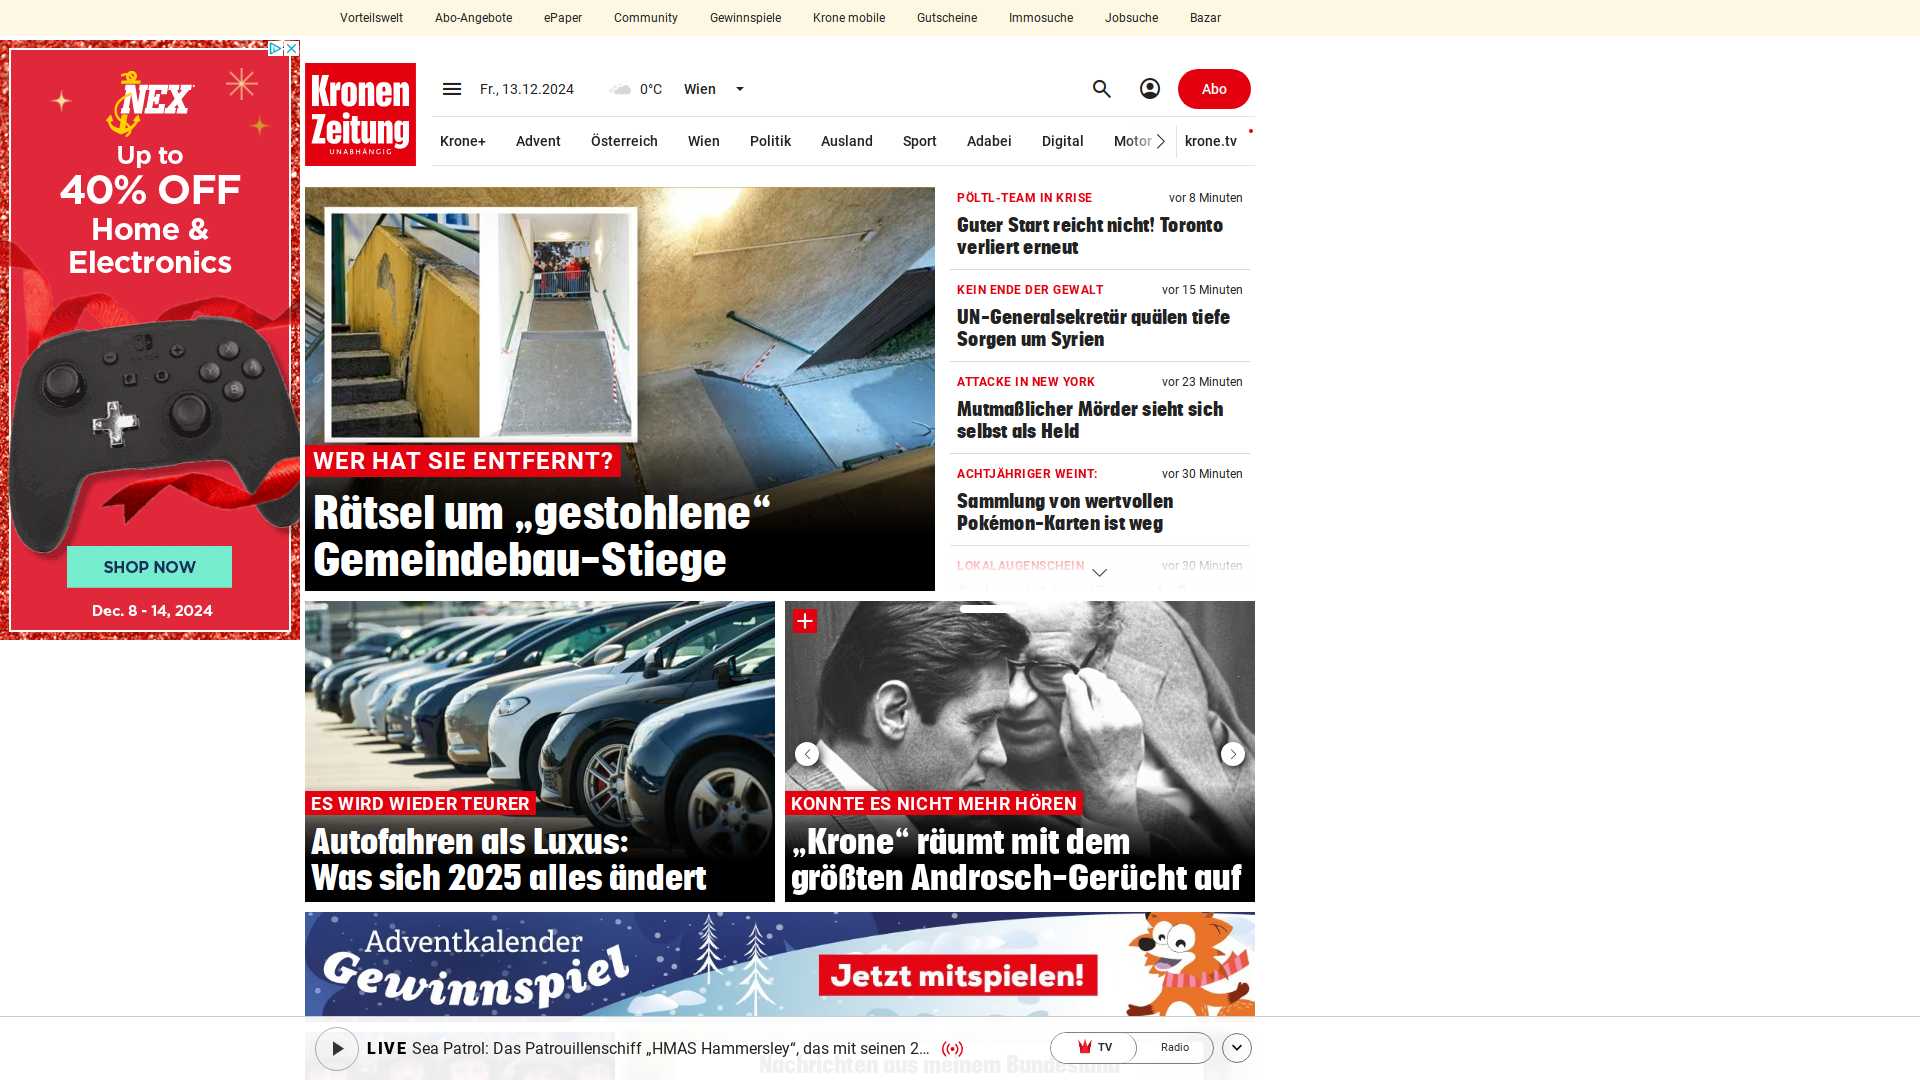 Vorteilswelt
Abo-Angebote
ePaper
Community
Gewinnspiele
Krone mobile
Gutscheine
Immosuche
Jobsuche
Bazar
NEX
Up to
40% OFF
Home &
Electronics
SHOP NOW
Dec. 8 - 14, 2024
Kronen
Zeitung
UNABHÄNGIG
Fr., 13.12.2024
0°C
Wien
Abo
Krone+
Advent
Österreich
Wien
Politik
Ausland
Sport
Adabei
Digital
Motor
krone.tv
WER HAT SIE ENTFERNT?
Rätsel um „gestohlene“
Gemeindebau-Stiege
PÖLTL-TEAM IN KRISE
vor 8 Minuten
Guter Start reicht nicht! Toronto
verliert erneut
KEIN ENDE DER GEWALT
vor 15 Minuten
UN-Generalsekretär quälen tiefe
Sorgen um Syrien
ATTACKE IN NEW YORK
vor 23 Minuten
Mutmaßlicher Mörder sieht sich
selbst als Held
ACHTJÄHRIGER WEINT:
vor 30 Minuten
Sammlung von wertvollen
Pokémon-Karten ist weg
LOKALAUGENSCHEIN
vor 30 Minuten
ES WIRD WIEDER TEURER
Autofahren als Luxus:
Was sich 2025 alles ändert
KONNTE ES NICHT MEHR HÖREN
„Krone“ räumt mit dem
größten Androsch-Gerücht auf
Adventkalender
Gewinnspiel
Jetzt mitspielen!
LIVE Sea Patrol: Das Patrouillenschiff „HMAS Hammersley“, das mit seinen 2...
TV
Radio
Nachrichten aus meinem Bundesland